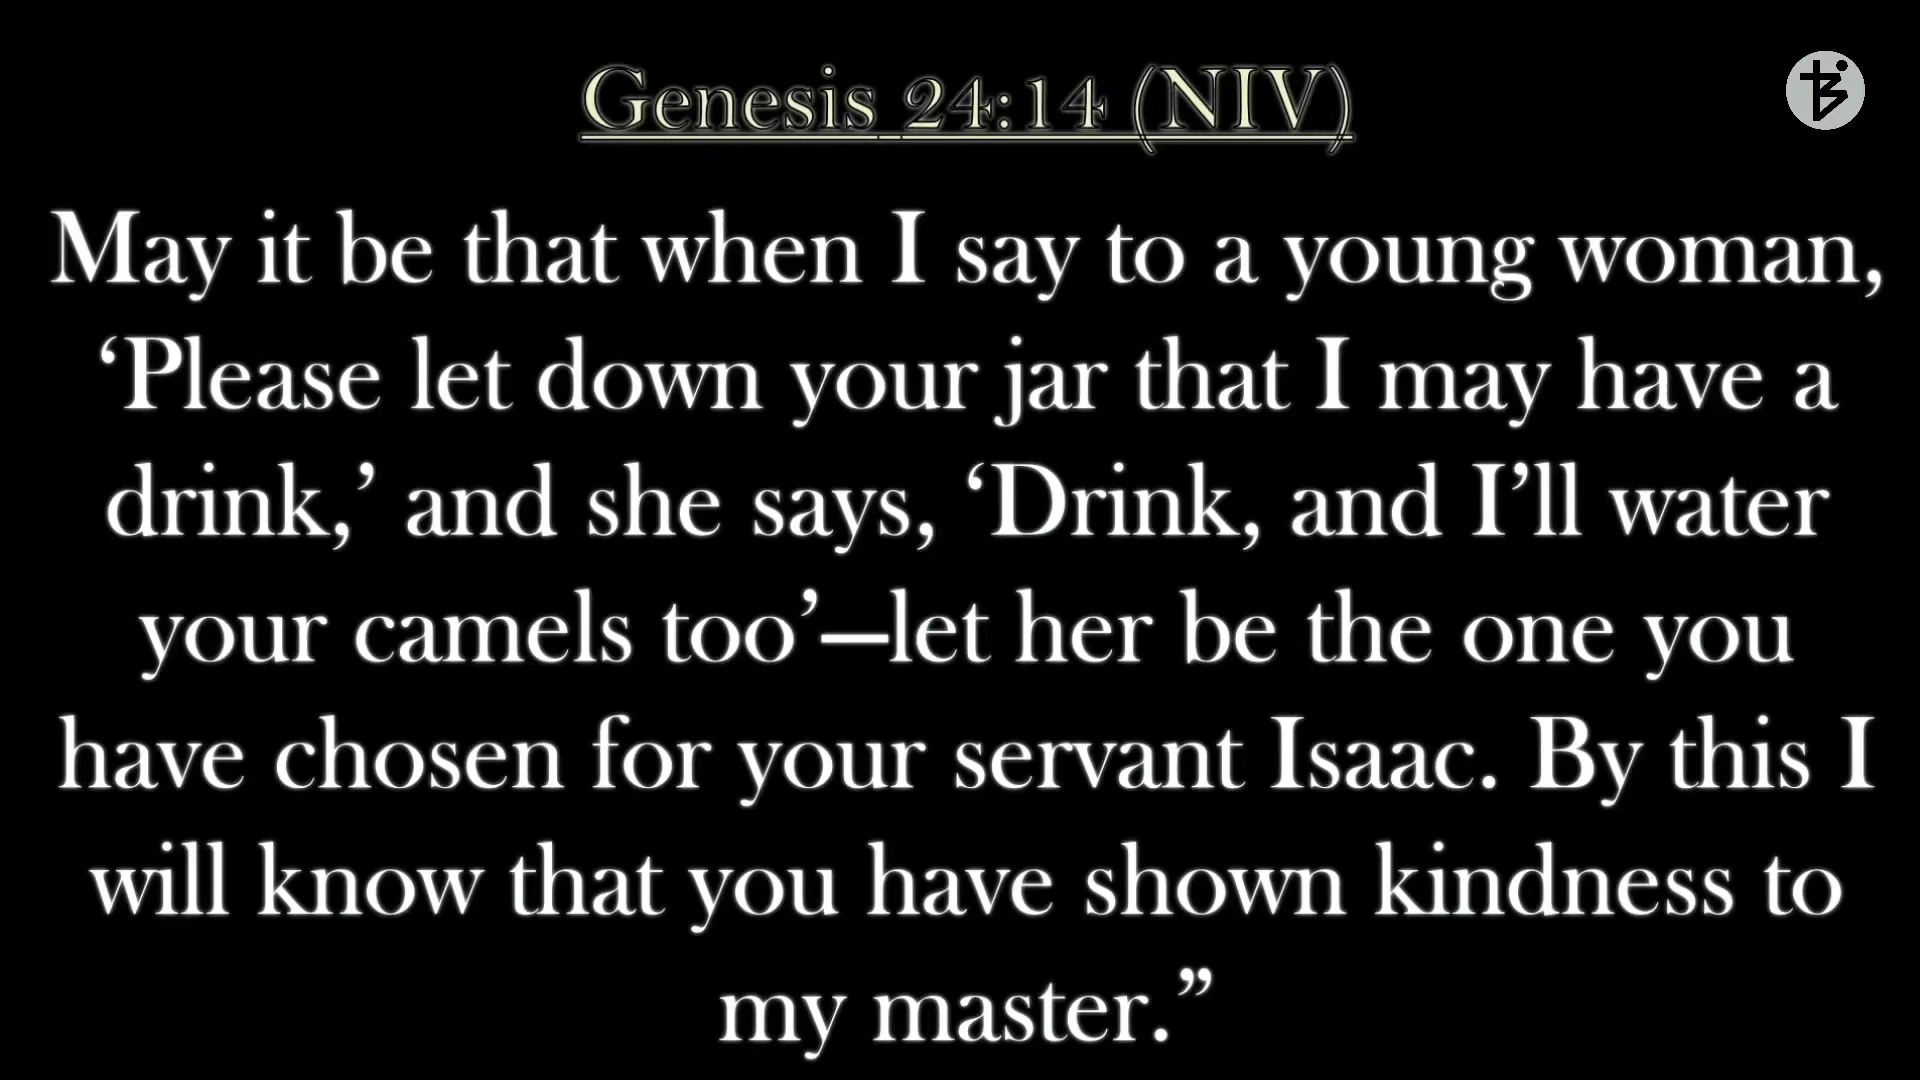 Genesis 24:14 (NIV)
May it be that when I say to a young woman,
‘Please let down your jar that I may have a
drink,’ and she says, ‘Drink, and I’ll water
your camels too’—let her be the one you
have chosen for your servant Isaac. By this I
will know that you have shown kindness to
my master.”